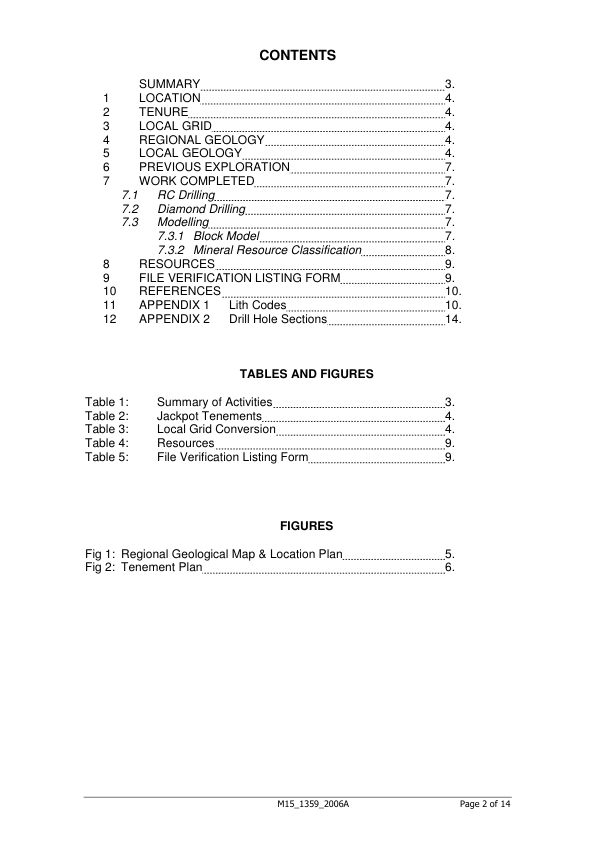 CONTENTS
SUMMARY 3.
1 LOCATION 4.
2 TENURE 4.
3 LOCAL GRID 4.
4 REGIONAL GEOLOGY 4.
5 LOCAL GEOLOGY 4.
6 PREVIOUS EXPLORATION 7.
7 WORK COMPLETED 7.
7.1 RC Drilling 7.
7.2 Diamond Drilling 7.
7.3 Modelling 7.
7.3.1 Block Model 7.
7.3.2 Mineral Resource Classification 8.
8 RESOURCES 9.
9 FILE VERIFICATION LISTING FORM 9.
10 REFERENCES 10.
11 APPENDIX 1 Lith Codes 10.
12 APPENDIX 2 Drill Hole Sections 14.
TABLES AND FIGURES
Table 1: Summary of Activities 3.
Table 2: Jackpot Tenements 4.
Table 3: Local Grid Conversion 4.
Table 4: Resources 9.
Table 5: File Verification Listing Form 9.
FIGURES
Fig 1: Regional Geological Map & Location Plan 5.
Fig 2: Tenement Plan 6.
M15_1359_2006A Page 2 of 14